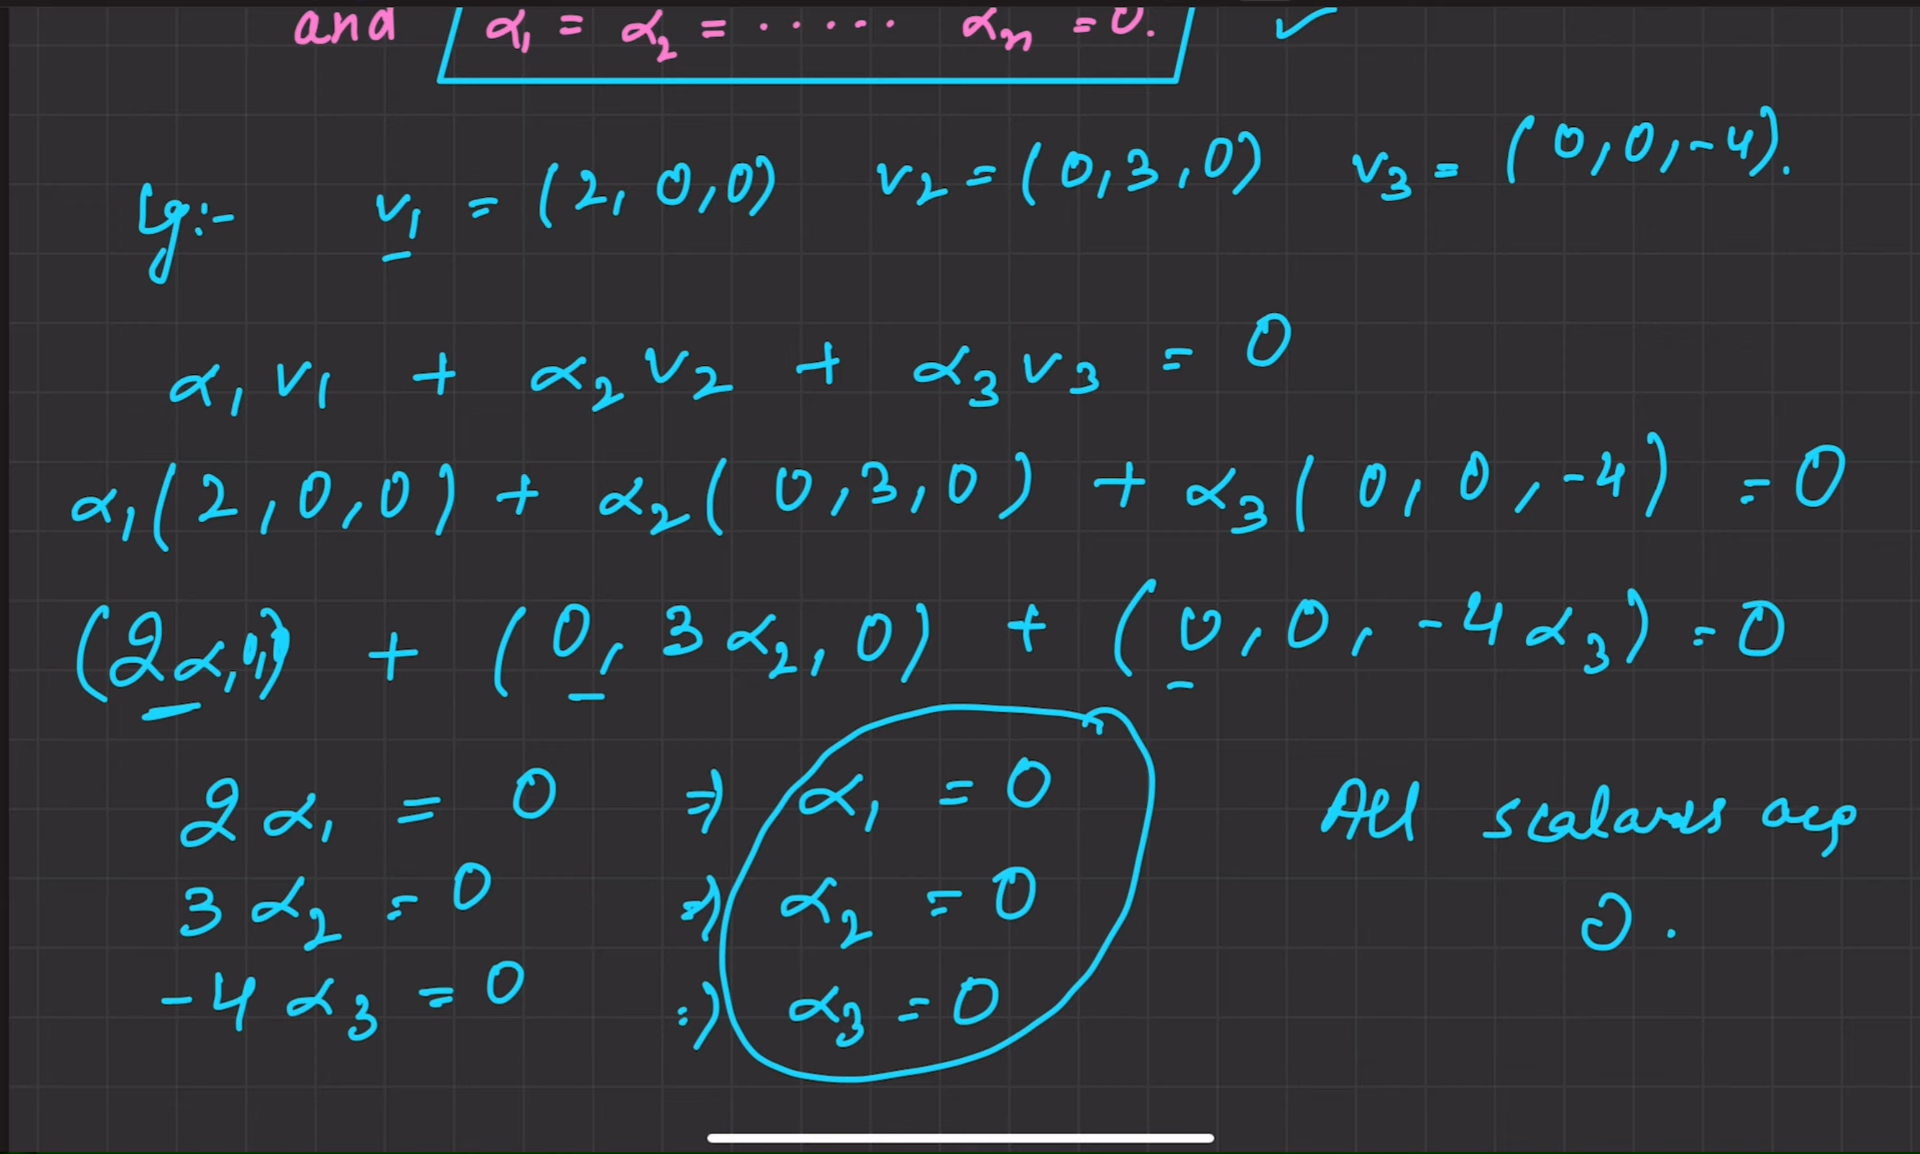 and α₁ = α₂ = ...... αₙ = 0.
Eg:- v₁ = (2, 0,0) v₂ = (0,3,0) v₃ = (0,0,-4).
α₁v₁ + α₂v₂ + α₃v₃ = 0
α₁(2,0,0) + α₂(0,3,0) + α₃(0,0,-4) = 0
(2α₁,0,0) + (0, 3α₂,0) + (0,0,-4α₃) = 0
2α₁ = 0 ⇒ α₁ = 0 All scalars are
3α₂ = 0 ⇒ α₂ = 0 0.
-4α₃ = 0 ⇒ α₃ = 0